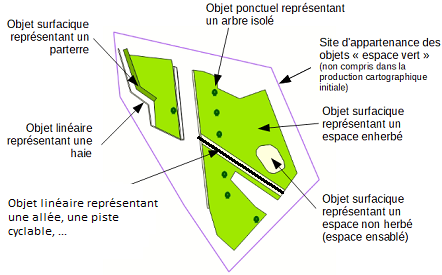 Objet surfacique
représentant un
parterre
Objet ponctuel représentant
un arbre isolé
Site d'appartenance des
objets « espace vert »
(non compris dans la
production cartographique
initiale)
Objet linéaire
représentant une
haie
Objet surfacique
représentant un
espace enherbé
Objet linéaire représentant
une allée, une piste
cyclable, ...
Objet surfacique
représentant un
espace non herbé
(espace ensablé)